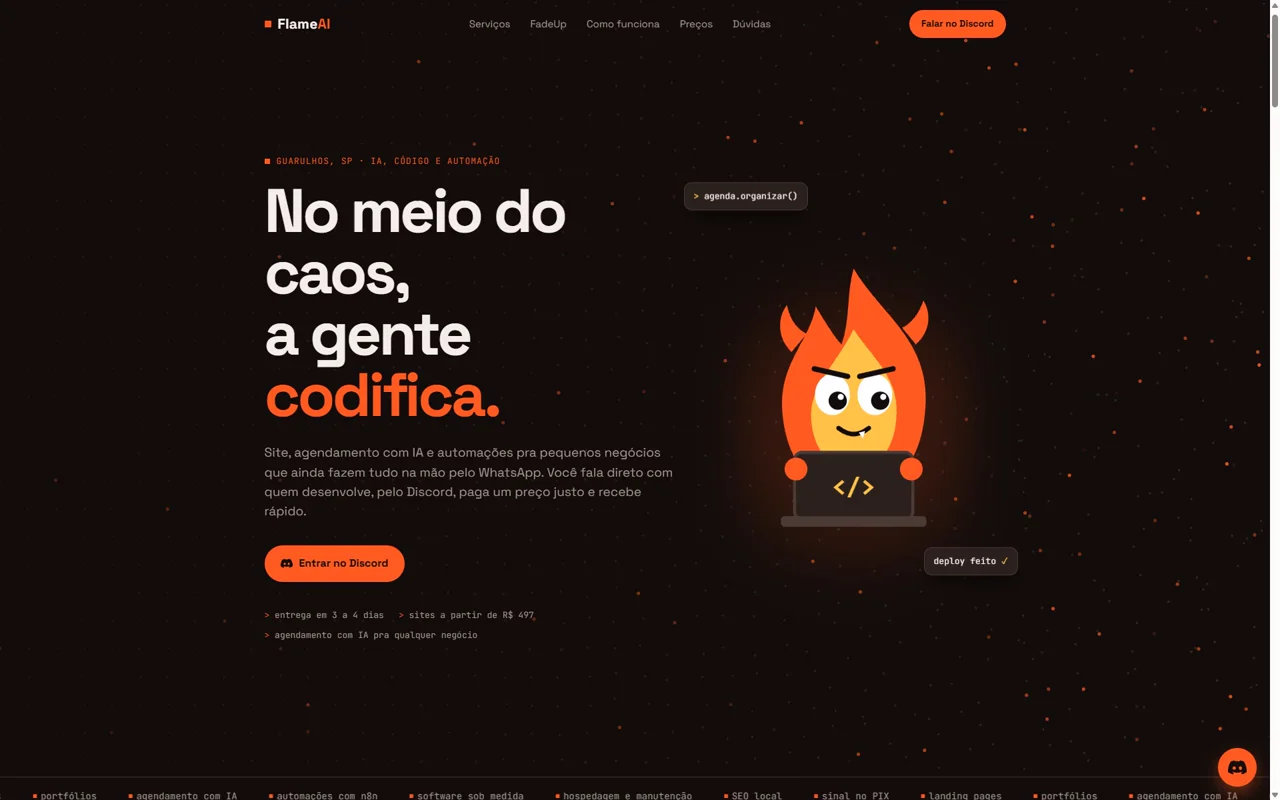 FlameAI
Serviços
FadeUp
Como funciona
Preços
Dúvidas
Falar no Discord
GUARULHOS, SP · IA, CÓDIGO E AUTOMAÇÃO
No meio do
caos,
a gente
codifica.
Site, agendamento com IA e automações pra pequenos negócios
que ainda fazem tudo na mão pelo WhatsApp. Você fala direto com
quem desenvolve, pelo Discord, paga um preço justo e recebe
rápido.
Entrar no Discord
> entrega em 3 a 4 dias
> sites a partir de R$ 497
> agendamento com IA pra qualquer negócio
> agenda.organizar()
</>
deploy feito ✓
portfólios
agendamento com IA
automações com n8n
software sob medida
hospedagem e manutenção
SEO local
sinal no PIX
landing pages
portfólios
agendamento com IA